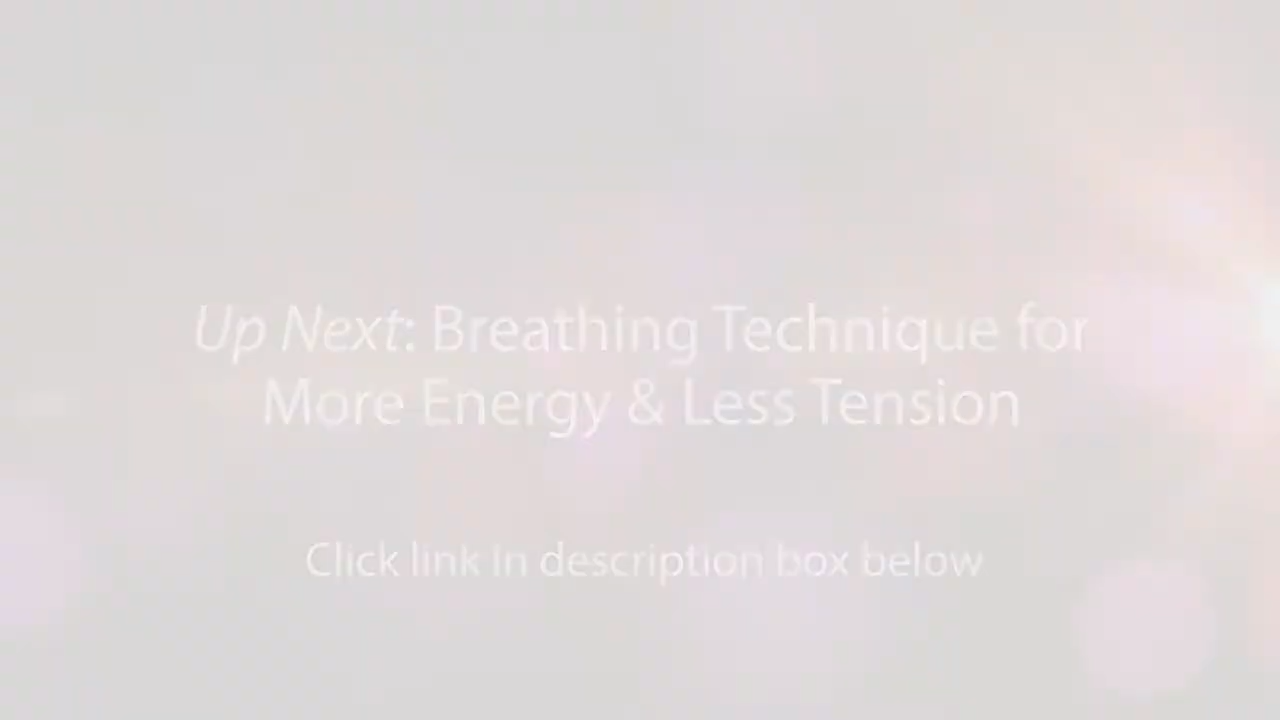 Up Next: Breathing Technique for
More Energy & Less Tension
Click link in description box below